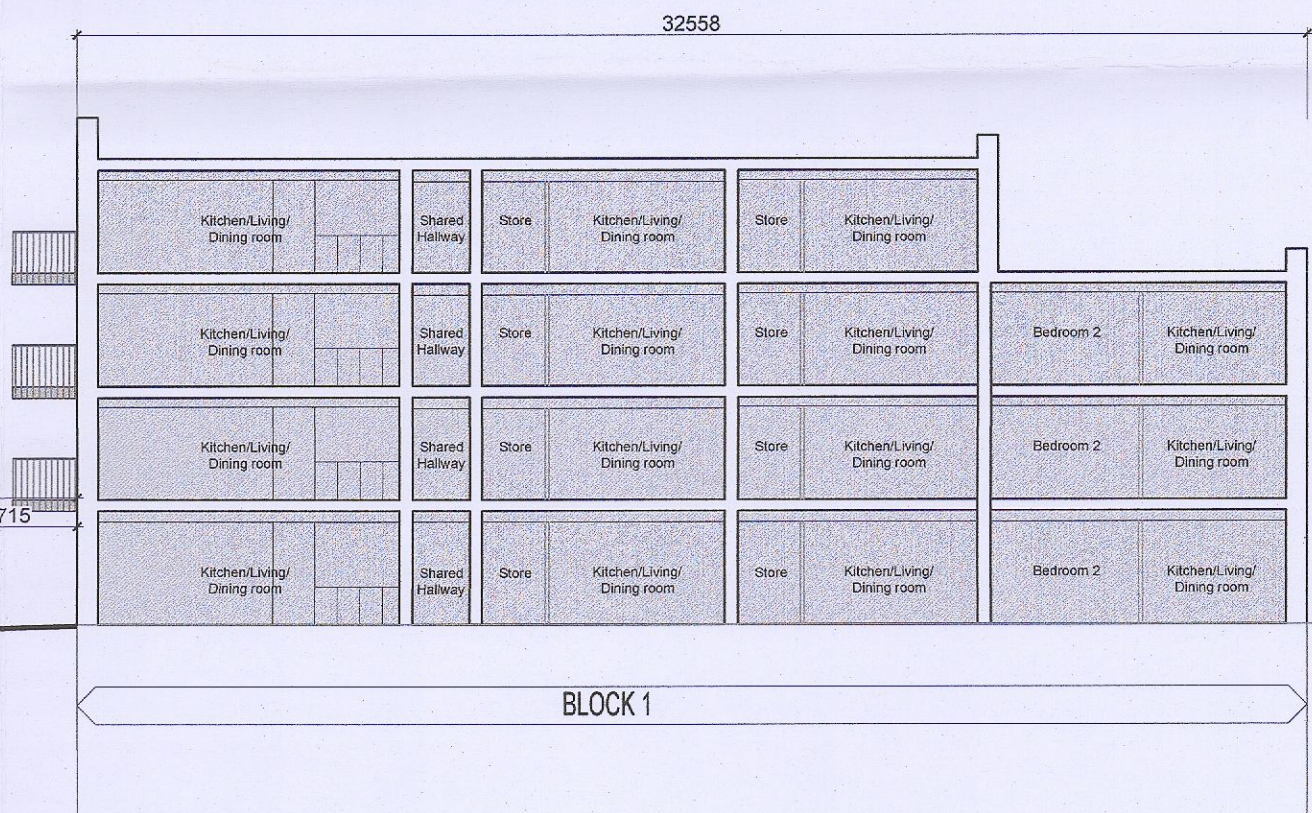 32558
Kitchen/Living/
Dining room
Shared
Hallway
Store
Kitchen/Living/
Dining room
Store
Kitchen/Living/
Dining room
Kitchen/Living/
Dining room
Shared
Hallway
Store
Kitchen/Living/
Dining room
Store
Kitchen/Living/
Dining room
Bedroom 2
Kitchen/Living/
Dining room
Kitchen/Living/
Dining room
Shared
Hallway
Store
Kitchen/Living/
Dining room
Store
Kitchen/Living/
Dining room
Bedroom 2
Kitchen/Living/
Dining room
715
Kitchen/Living/
Dining room
Shared
Hallway
Store
Kitchen/Living/
Dining room
Store
Kitchen/Living/
Dining room
Bedroom 2
Kitchen/Living/
Dining room
BLOCK 1